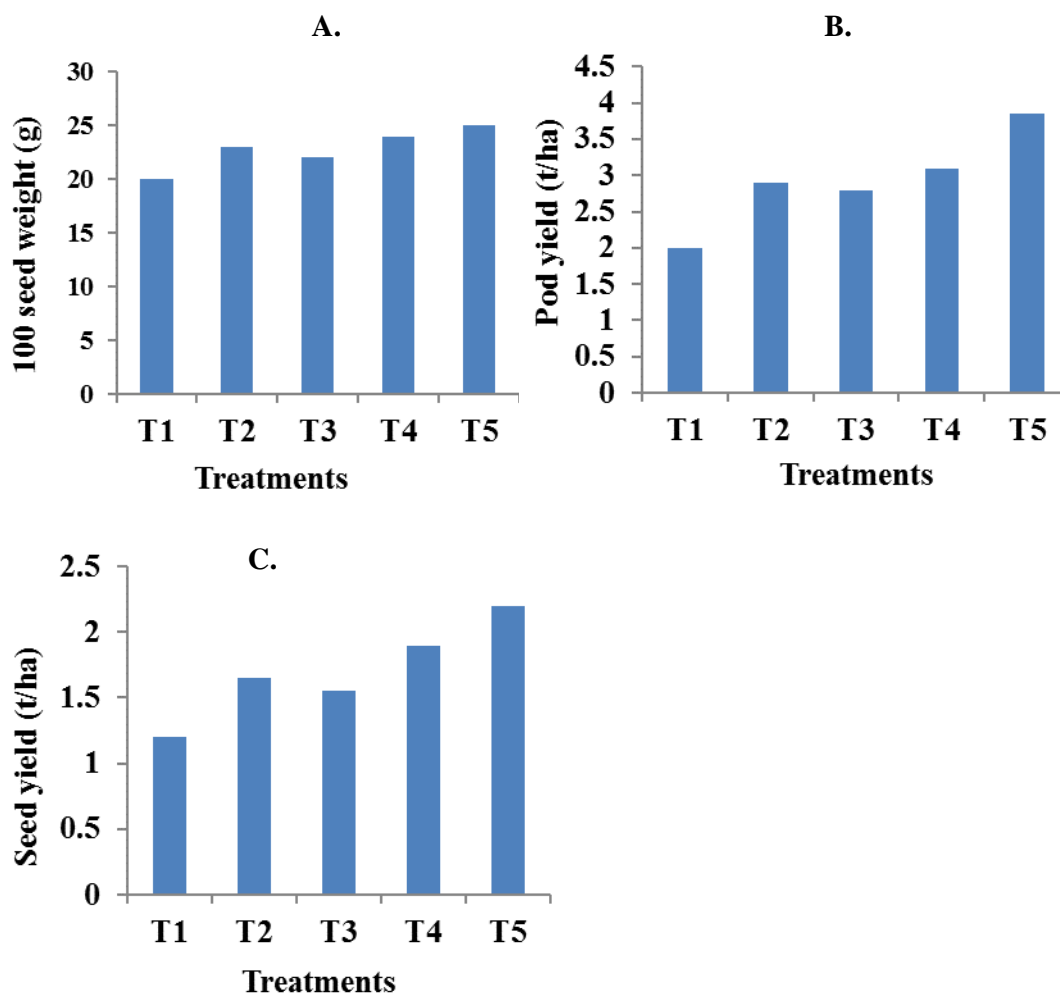 A.
100 seed weight (g)
30
25
20
15
10
5
0
T1 T2 T3 T4 T5
Treatments
B.
Pod yield (t/ha)
4.5
4
3.5
3
2.5
2
1.5
1
0.5
0
T1 T2 T3 T4 T5
Treatments
C.
Seed yield (t/ha)
2.5
2
1.5
1
0.5
0
T1 T2 T3 T4 T5
Treatments